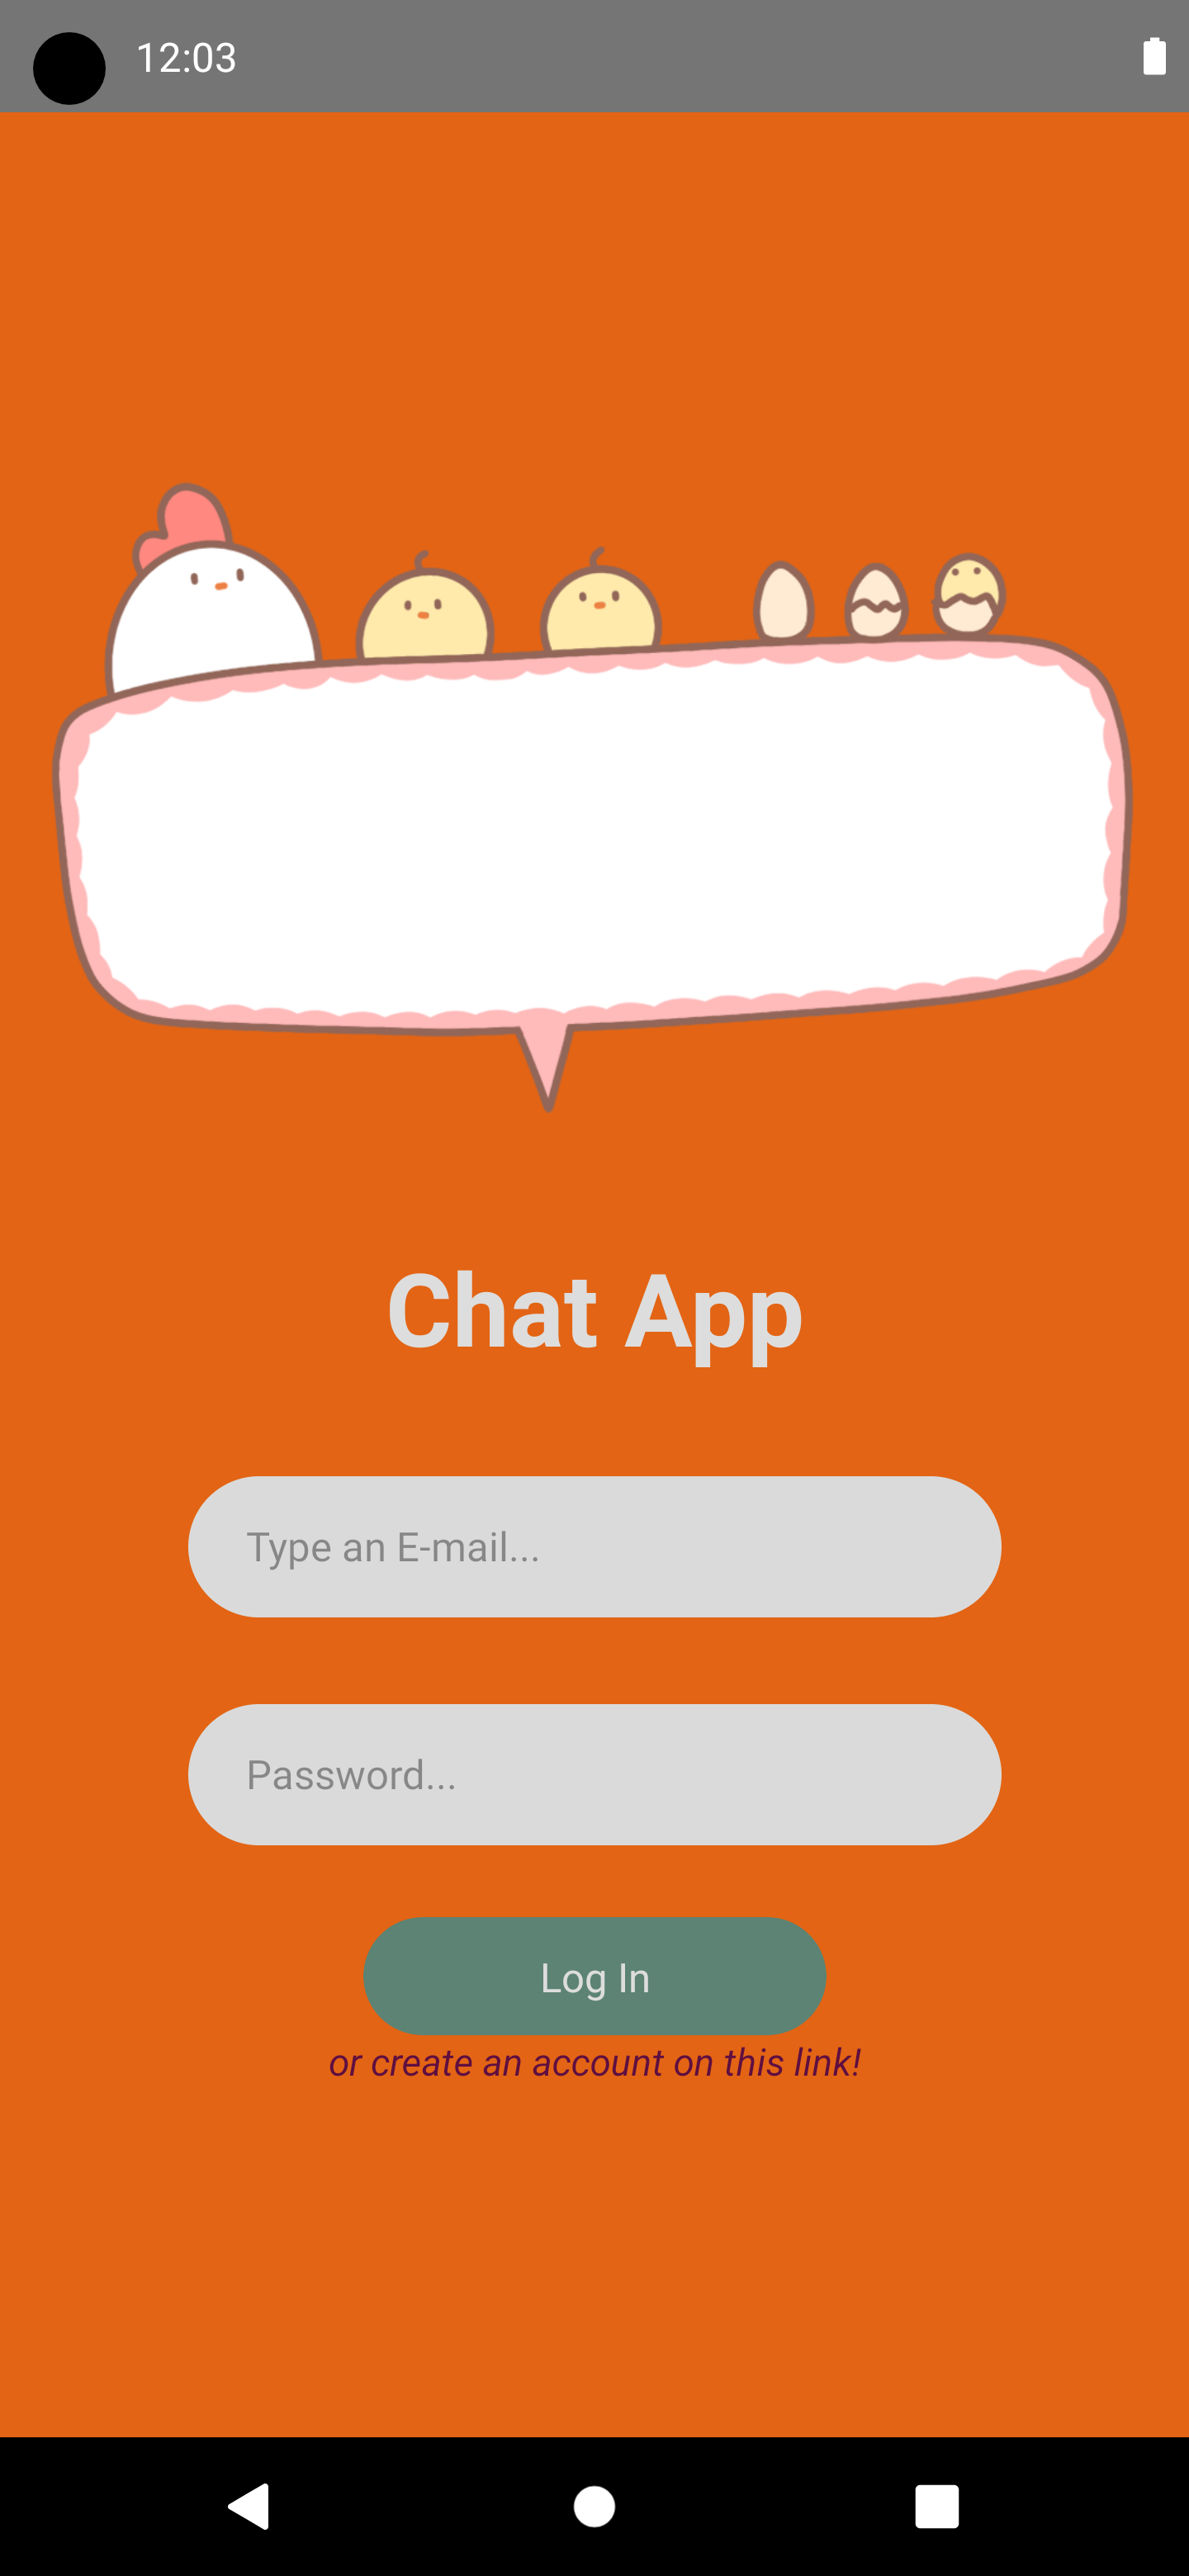 12:03
Chat App
Type an E-mail...
Password...
Log In
or create an account on this link!